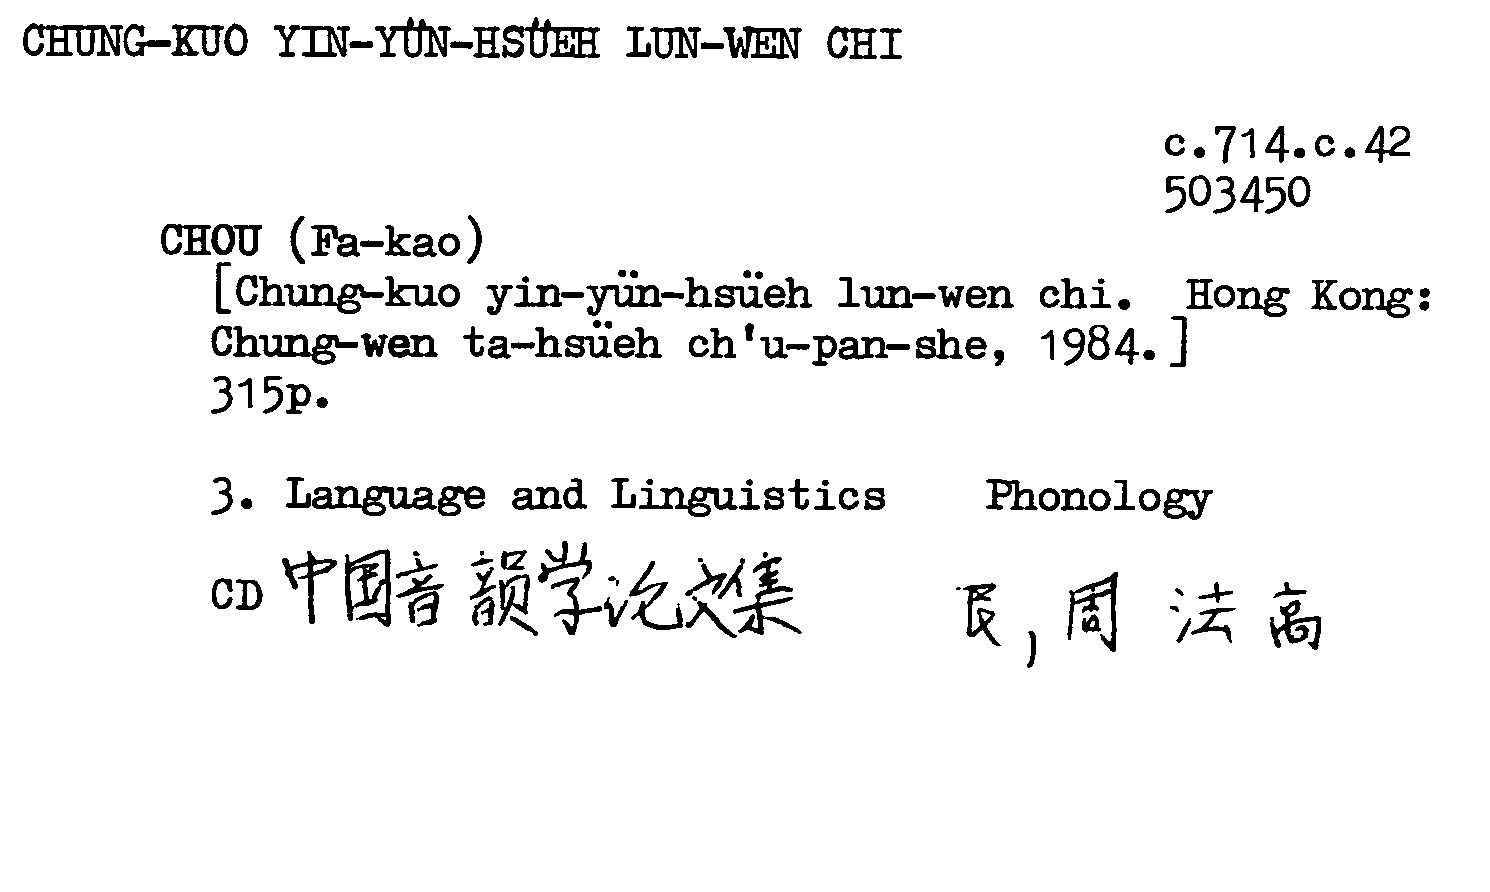 CHUNG-KUO YIN-YÜN-HSÜEH LUN-WEN CHI
c.714.c.42
503450
CHOU (Fa-kao)
[Chung-kuo yin-yün-hsüeh lun-wen chi. Hong Kong:
Chung-wen ta-hsüeh ch'u-pan-she, 1984.]
315p.
3. Language and Linguistics Phonology
CD 中国音韻学论文集 , 周法高